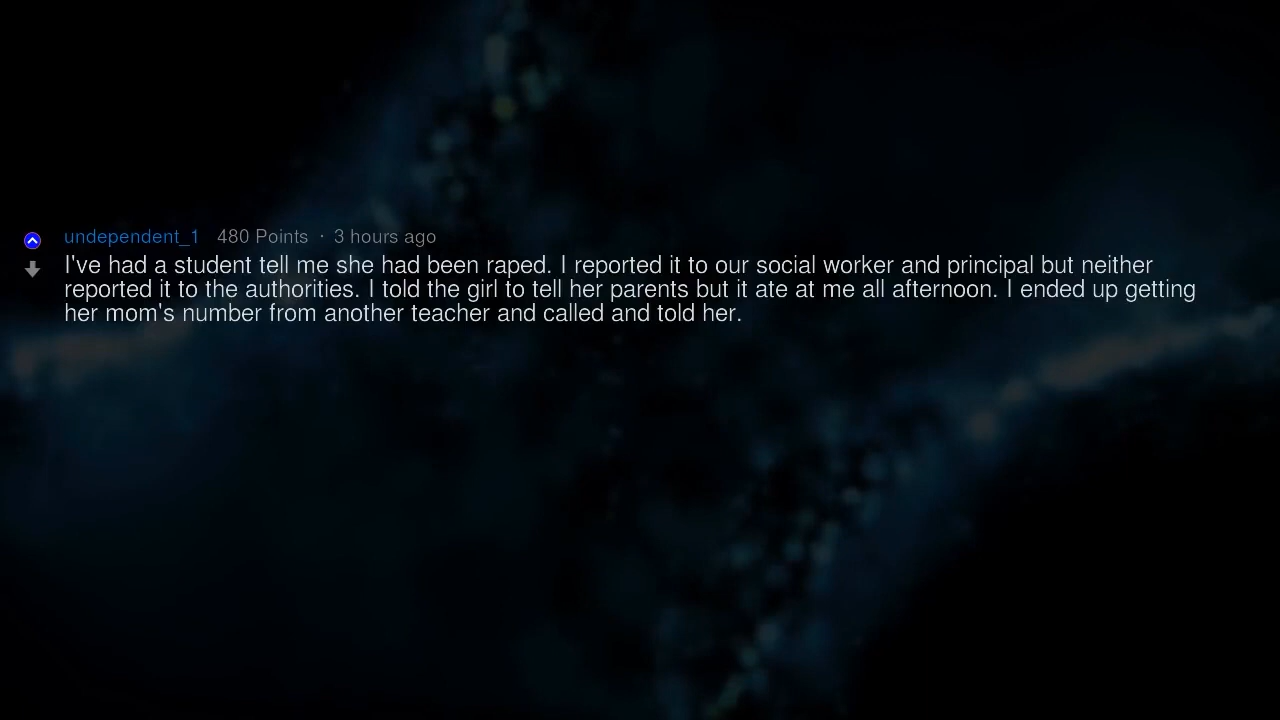 undependent_1 480 Points · 3 hours ago
I've had a student tell me she had been raped. I reported it to our social worker and principal but neither
reported it to the authorities. I told the girl to tell her parents but it ate at me all afternoon. I ended up getting
her mom's number from another teacher and called and told her.